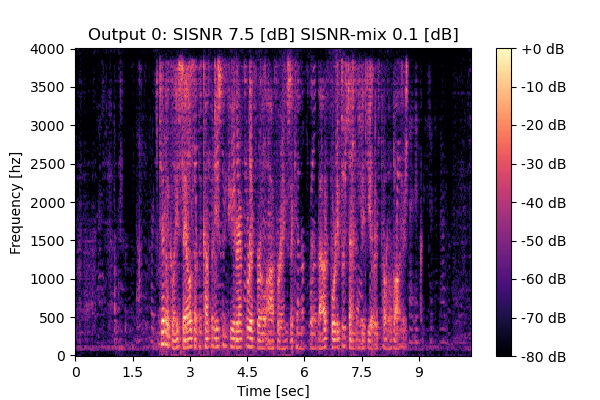 Output 0: SISNR 7.5 [dB] SISNR-mix 0.1 [dB]
4000
3500
3000
2500
2000
1500
1000
500
0
Frequency [hz]
0 1.5 3 4.5 6 7.5 9
Time [sec]
+0 dB
-10 dB
-20 dB
-30 dB
-40 dB
-50 dB
-60 dB
-70 dB
-80 dB